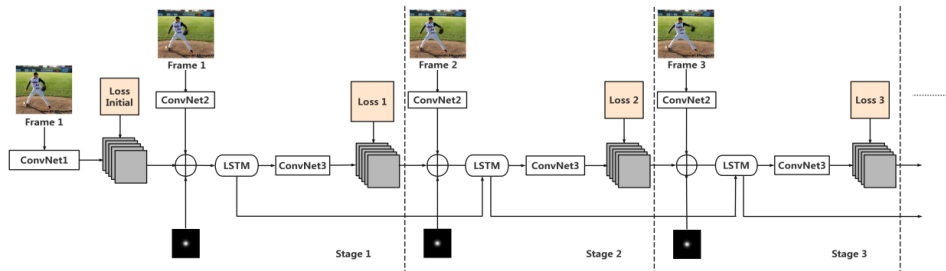 Frame 1
ConvNet1
Loss
Initial
Frame 1
ConvNet2
LSTM
ConvNet3
Loss 1
Stage 1
Frame 2
ConvNet2
LSTM
ConvNet3
Loss 2
Stage 2
Frame 3
ConvNet2
LSTM
ConvNet3
Loss 3
Stage 3